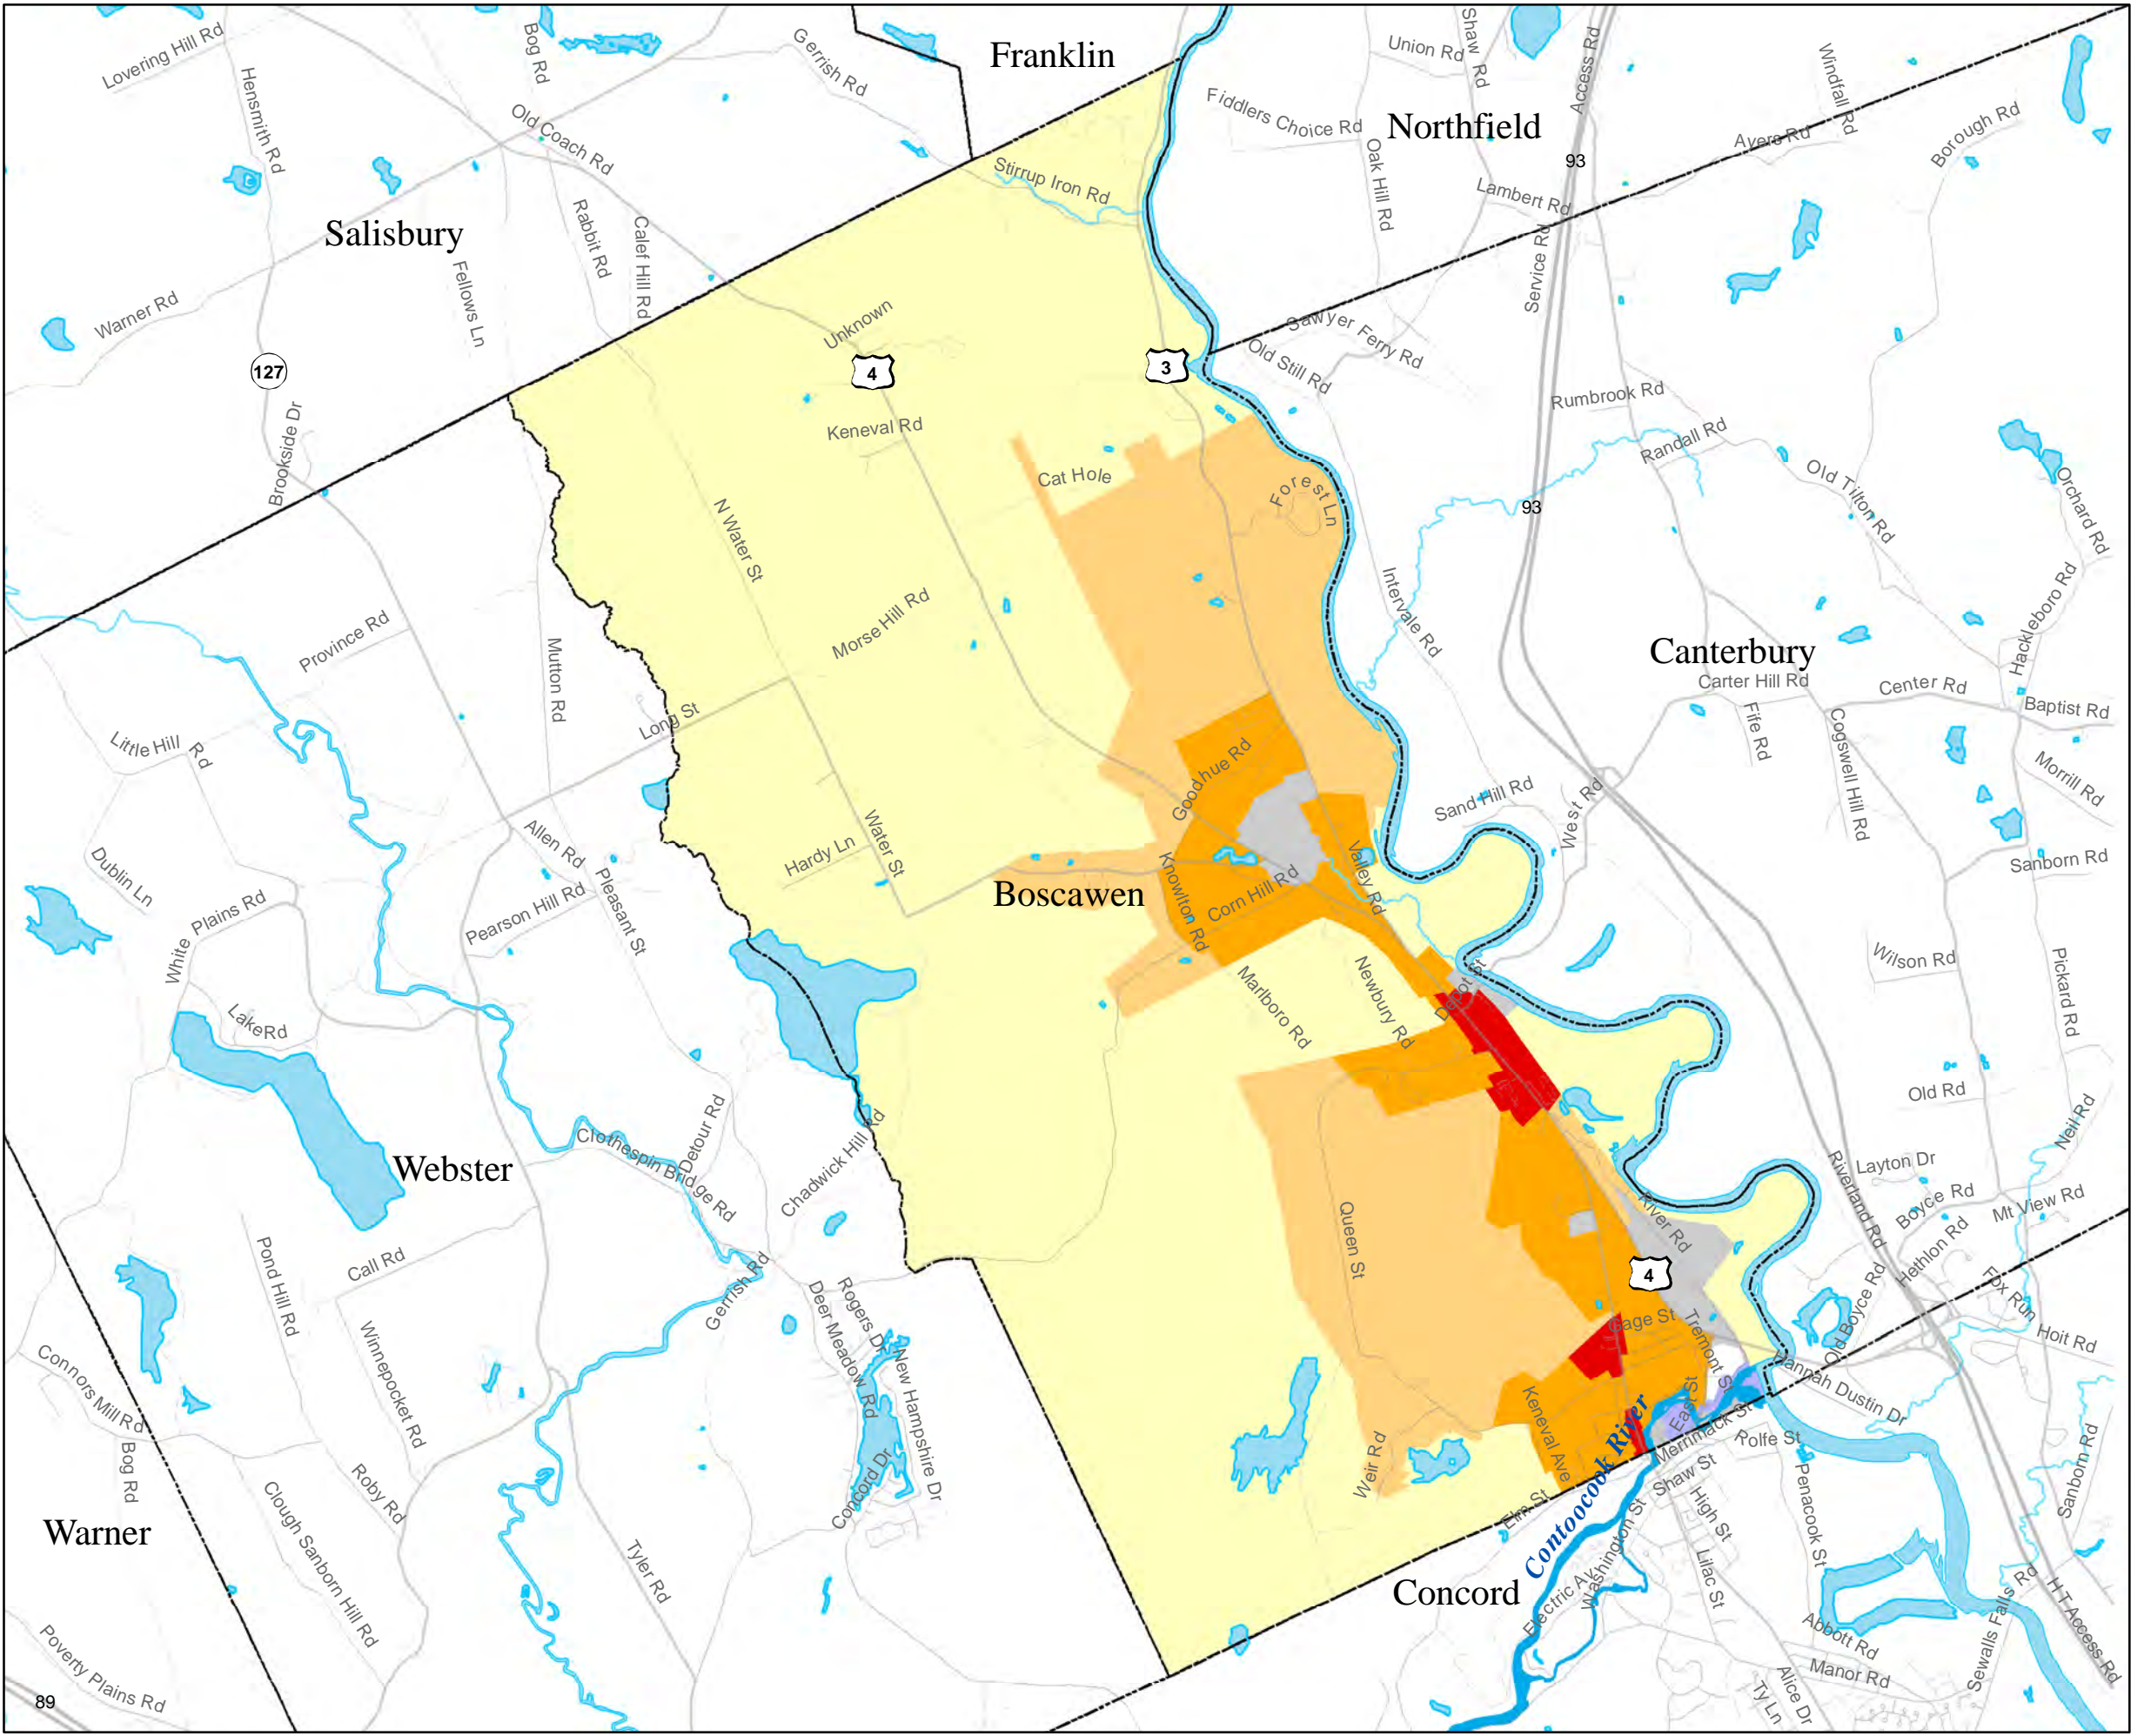 Lovering Hill Rd
Hensmith Rd
Bog Rd
Gerrish Rd
Franklin
Union Rd
Shaw Rd
Access Rd
Windfall Rd
Fiddlers Choice Rd
Northfield
Ayers Rd
Borough Rd
93
Old Coach Rd
Stirrup Iron Rd
Oak Hill Rd
Lambert Rd
Salisbury
Rabbit Rd
Calef Hill Rd
Fellows Ln
Service Rd
Warner Rd
Unknown
Sawyer Ferry Rd
Old Still Rd
127
4
3
Rumbrook Rd
Brookside Dr
Keneval Rd
Randall Rd
Cat Hole
Forest Ln
Old Tilton Rd
Orchard Rd
93
N Water St
Intervale Rd
Hackleboro Rd
Province Rd
Morse Hill Rd
Mutton Rd
Canterbury
Carter Hill Rd
Center Rd
Baptist Rd
Long St
Fife Rd
Cogswell Hill Rd
Little Hill Rd
Goodhue Rd
Morrill Rd
Sand Hill Rd
West Rd
Allen Rd
Water St
Hardy Ln
Valley Rd
Dublin Ln
Pleasant St
Knowlton Rd
Sanborn Rd
Boscawen
Corn Hill Rd
White Plains Rd
Pearson Hill Rd
Wilson Rd
Pickard Rd
Marlboro Rd
Newbury Rd
Depot St
Lake Rd
Old Rd
Neil Rd
Detour Rd
Clothespin Bridge Rd
Chadwick Hill Rd
Webster
Riverland Rd
Layton Dr
Boyce Rd
Mt View Rd
Queen St
River Rd
Hethlon Rd
Pond Hill Rd
Call Rd
Gerrish Rd
4
Fox Run
Old Boyce Rd
Hoit Rd
Deer Meadow Rd
Rogers Dr
New Hampshire Dr
Gage St
Tremont St
Winnepocket Rd
Connors Mill Rd
Hannah Dustin Dr
East St
Keneval Ave
Contoocook River
Merrimack St
Rolfe St
Weir Rd
Bog Rd
Roby Rd
Concord Dr
Shaw St
Elm St
High St
Penacook St
Sanborn Rd
Warner
Clough Sanborn Hill Rd
Washington St
Tyler Rd
Concord
Electric Av
Lilac St
Sewalls Falls Rd
H T Access Rd
Abbott Rd
Poverty Plains Rd
Manor Rd
Alice Dr
Ty Ln
89